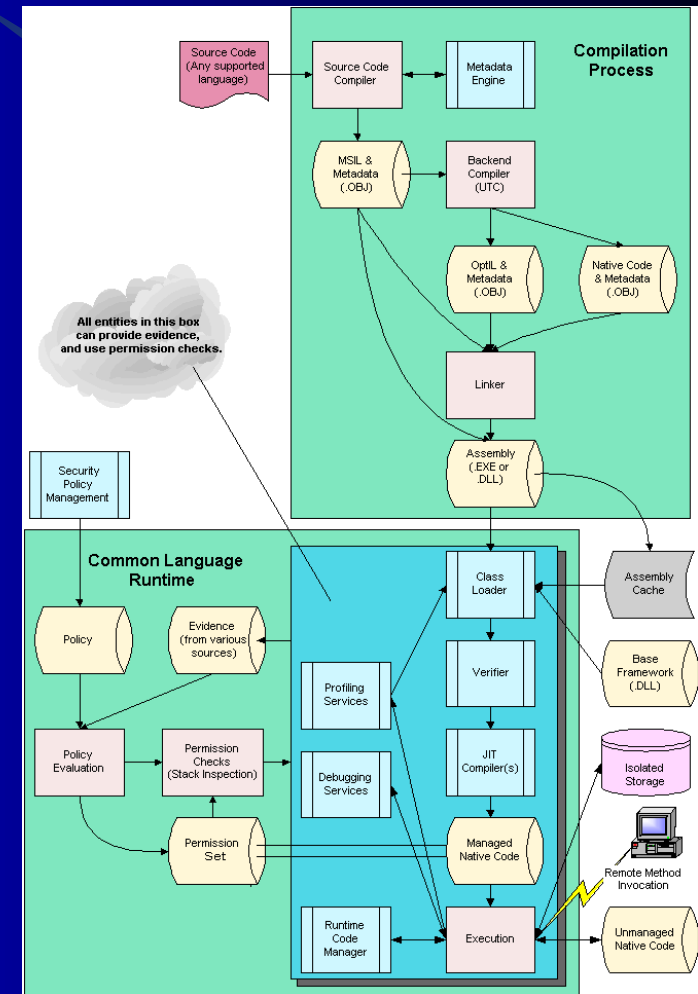 Source Code
(Any supported
language)
Source Code
Compiler
Metadata
Engine
Compilation
Process
MSIL &
Metadata
(.OBJ)
Backend
Compiler
(UTC)
OptIL &
Metadata
(.OBJ)
Native Code
& Metadata
(.OBJ)
All entities in this box
can provide evidence,
and use permission checks.
Linker
Assembly
(.EXE or
.DLL)
Security
Policy
Management
Common Language
Runtime
Class
Loader
Assembly
Cache
Policy
Evidence
(from various
sources)
Profiling
Services
Verifier
Base
Framework
(.DLL)
Policy
Evaluation
Permission
Checks
(Stack Inspection)
Debugging
Services
JIT
Compiler(s)
Isolated
Storage
Permission
Set
Managed
Native Code
Remote Method
Invocation
Runtime
Code
Manager
Execution
Unmanaged
Native Code